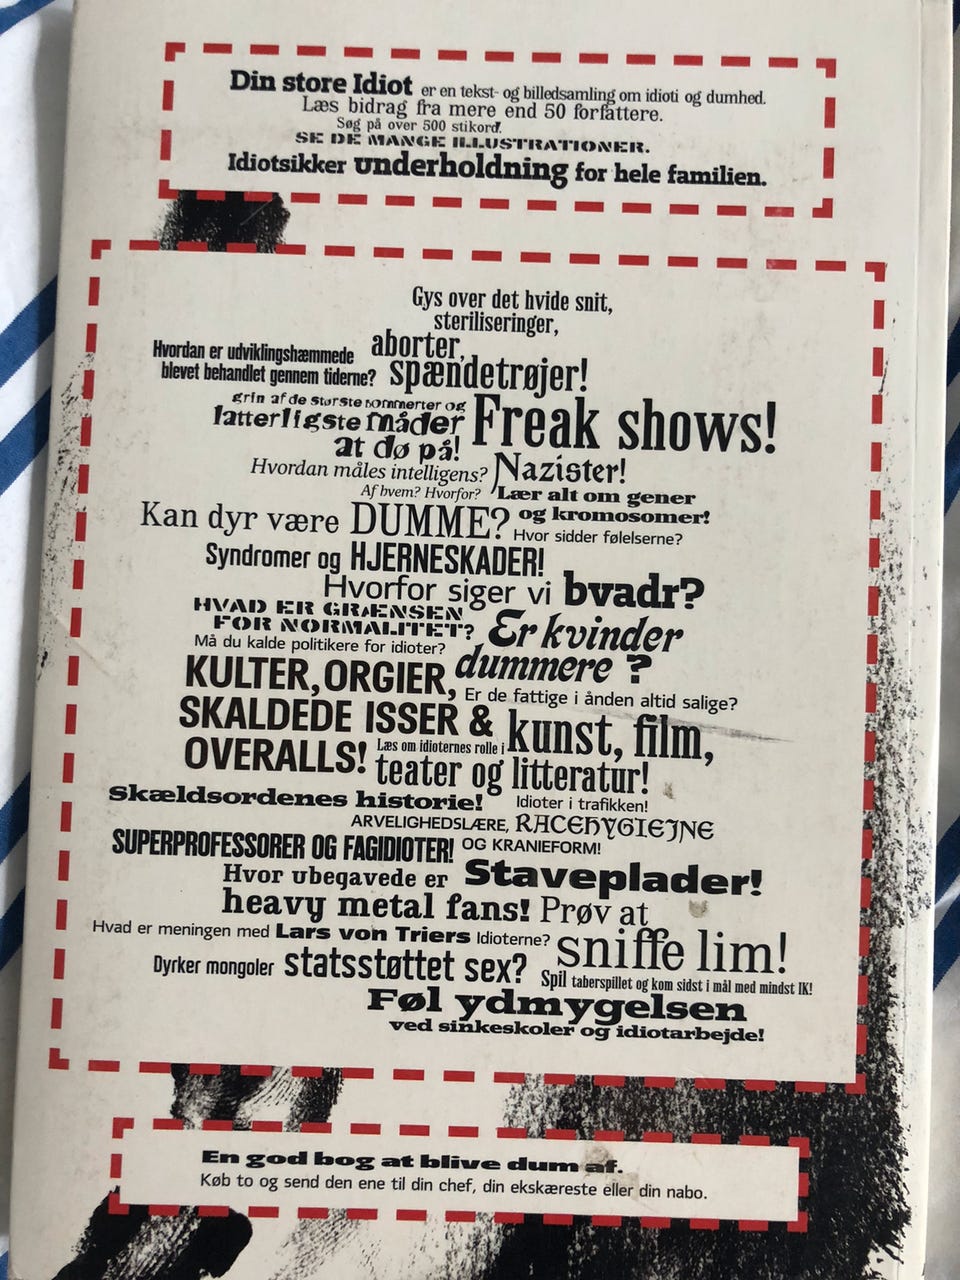 Din store Idiot er en tekst- og billedsamling om idioti og dumhed.
Læs bidrag fra mere end 50 forfattere.
Søg på over 500 stikord.
SE DE MANGE ILLUSTRATIONER.
Idiotsikker underholdning for hele familien.
Gys over det hvide snit,
steriliseringer,
aborter,
spændetrøjer!
Hvordan er udviklingshæmmede
blevet behandlet gennem tiderne?
grin af de største tommerter og
latterligste måder
at dø på!
Freak shows!
Hvordan måles intelligens?
Af hvem? Hvorfor?
Nazister!
Lær alt om gener
og kromosomer!
Kan dyr være DUMME?
Hvor sidder følelserne?
Syndromer og HJERNESKADER!
Hvorfor siger vi bvadr?
HVAD ER GRÆNSEN
FOR NORMALITET?
Er kvinder
dummere ?
Må du kalde politikere for idioter?
KULTER, ORGIER,
SKALDEDE ISSER &
OVERALLS!
Er de fattige i ånden altid salige?
Læs om idioternes rolle i kunst, film,
teater og litteratur!
Skældsordenes historie!
Idioter i trafikken!
ARVELIGHEDSLÆRE, RACEHYGIEJNE
OG KRANIEFORM!
SUPERPROFESSORER OG FAGIDIOTER!
Hvor ubegavede er
heavy metal fans!
Staveplader!
Prøv at
sniffe lim!
Hvad er meningen med Lars von Triers Idioterne?
Dyrker mongoler statsstøttet sex?
Spil taberspillet og kom sidst i mål med mindst IK!
Føl ydmygelsen
ved sinkeskoler og idiotarbejde!
En god bog at blive dum af.
Køb to og send den ene til din chef, din ekskæreste eller din nabo.